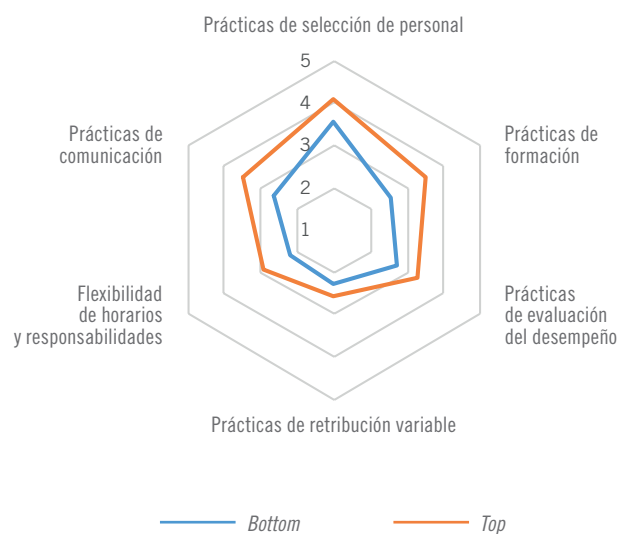 Prácticas de selección de personal
5
4
3
2
1
Prácticas de
comunicación
Prácticas de
formación
Flexibilidad
de horarios
y responsabilidades
Prácticas
de evaluación
del desempeño
Prácticas de retribución variable
Bottom
Top